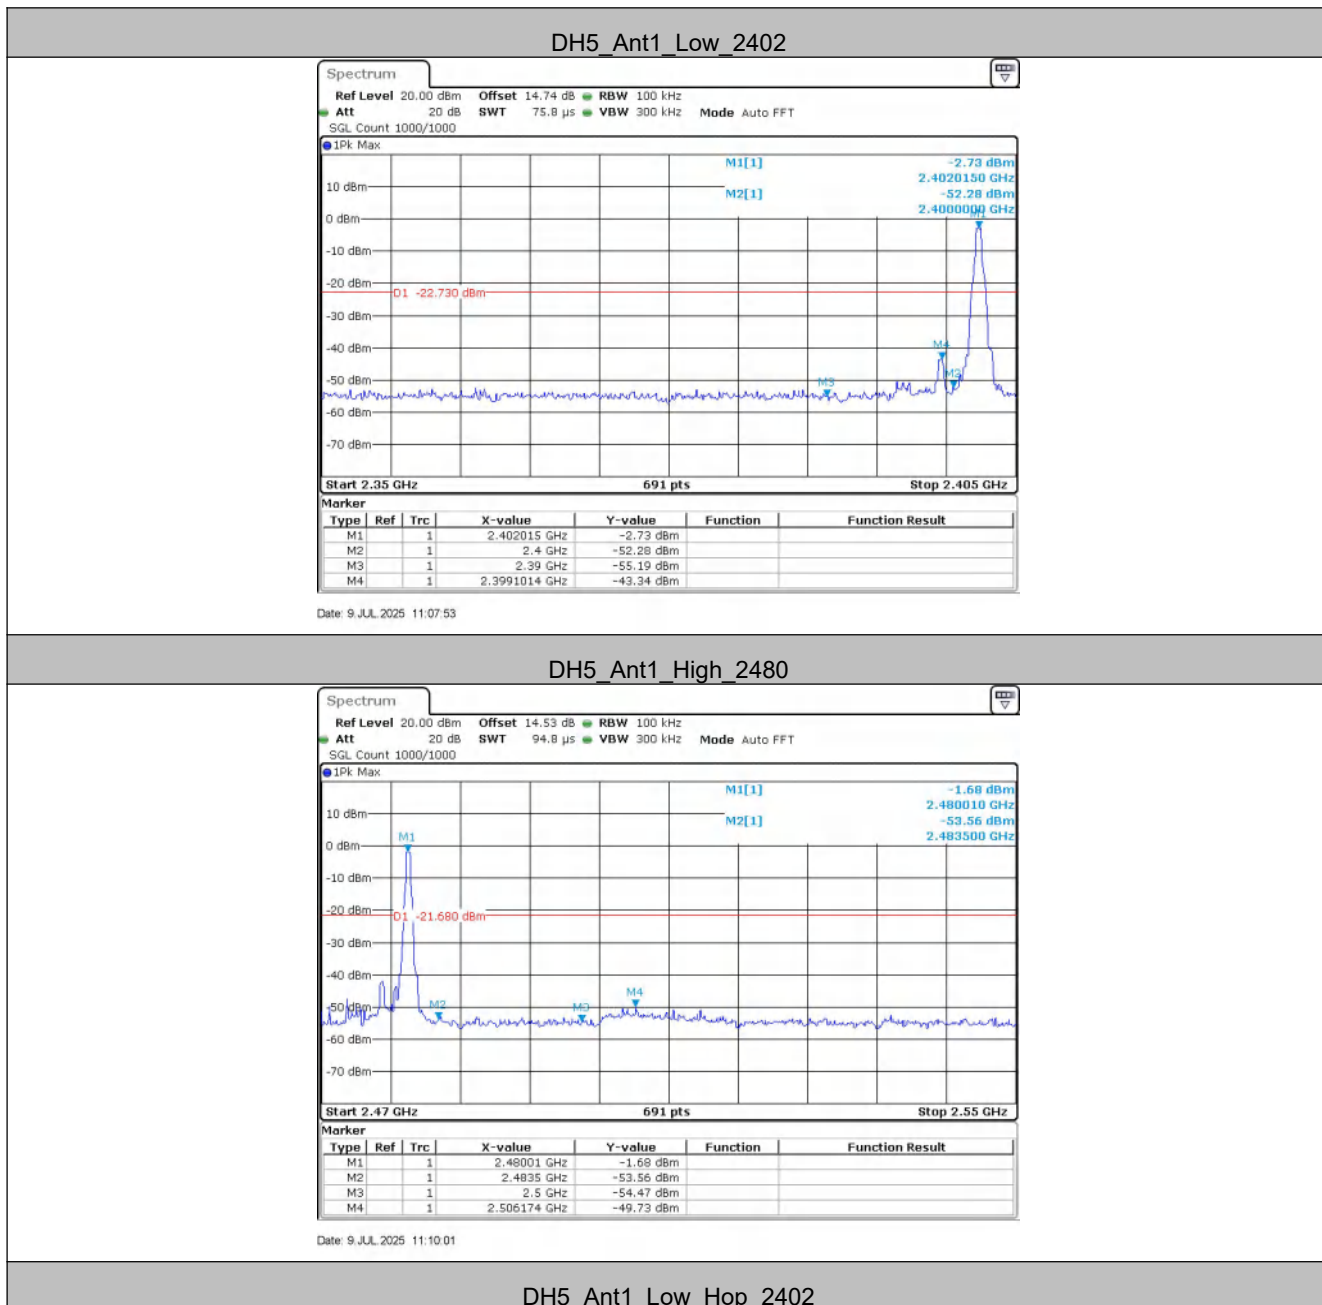 DH5_Ant1_Low_2402
Spectrum
Ref Level 20.00 dBm Offset 14.74 dB RBW 100 kHz
Att 20 dB SWT 75.8 µs VBW 300 kHz Mode Auto FFT
SGL Count 1000/1000
1Pk Max
M1[1] -2.73 dBm
2.4020150 GHz
10 dBm M2[1] -52.28 dBm
2.4000000 GHz
0 dBm M1
-10 dBm
-20 dBm
D1 -22.730 dBm
-30 dBm
-40 dBm M4
-50 dBm M3 M2
-60 dBm
-70 dBm
Start 2.35 GHz 691 pts Stop 2.405 GHz
Marker
Type Ref Trc X-value Y-value Function Function Result
M1 1 2.402015 GHz -2.73 dBm
M2 1 2.4 GHz -52.28 dBm
M3 1 2.39 GHz -55.19 dBm
M4 1 2.3991014 GHz -43.34 dBm
Date: 9.JUL.2025 11:07:53
DH5_Ant1_High_2480
Spectrum
Ref Level 20.00 dBm Offset 14.53 dB RBW 100 kHz
Att 20 dB SWT 94.8 µs VBW 300 kHz Mode Auto FFT
SGL Count 1000/1000
1Pk Max
M1[1] -1.68 dBm
2.480010 GHz
10 dBm M2[1] -53.56 dBm
2.483500 GHz
0 dBm M1
-10 dBm
-20 dBm
D1 -21.680 dBm
-30 dBm
-40 dBm
-50 dBm M2 M3 M4
-60 dBm
-70 dBm
Start 2.47 GHz 691 pts Stop 2.55 GHz
Marker
Type Ref Trc X-value Y-value Function Function Result
M1 1 2.48001 GHz -1.68 dBm
M2 1 2.4835 GHz -53.56 dBm
M3 1 2.5 GHz -54.47 dBm
M4 1 2.506174 GHz -49.73 dBm
Date: 9.JUL.2025 11:10:01
DH5_Ant1_Low_Hop_2402